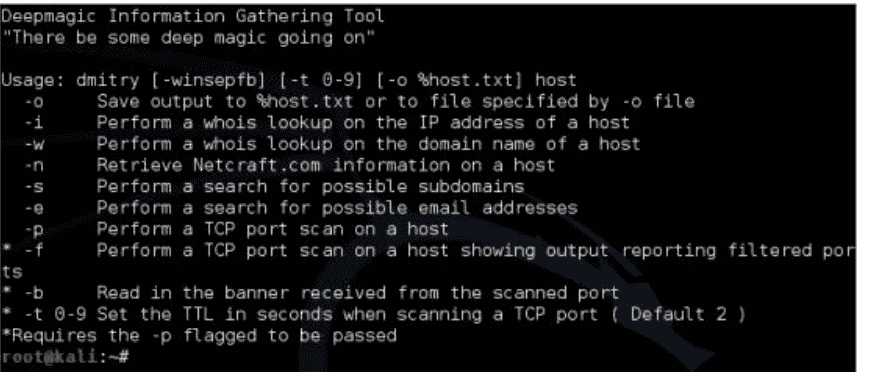 Deepmagic Information Gathering Tool
"There be some deep magic going on"
Usage: dmitry [-winsepfb] [-t 0-9] [-o %host.txt] host
-o Save output to %host.txt or to file specified by -o file
-i Perform a whois lookup on the IP address of a host
-w Perform a whois lookup on the domain name of a host
-n Retrieve Netcraft.com information on a host
-s Perform a search for possible subdomains
-e Perform a search for possible email addresses
-p Perform a TCP port scan on a host
* -f Perform a TCP port scan on a host showing output reporting filtered por
ts
* -b Read in the banner received from the scanned port
* -t 0-9 Set the TTL in seconds when scanning a TCP port ( Default 2 )
*Requires the -p flagged to be passed
root@kali:~#